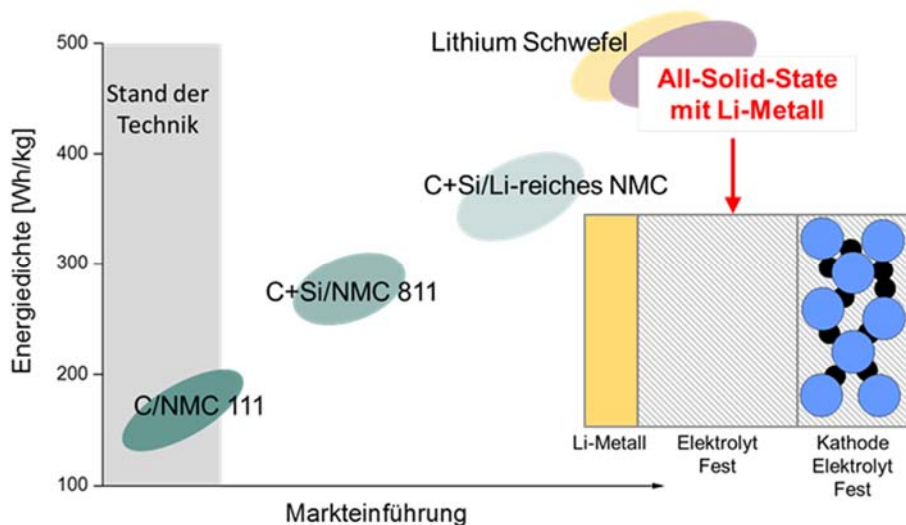 500
400
300
200
100
Energiedichte [Wh/kg]
Markteinführung
Stand der
Technik
C/NMC 111
C+Si/NMC 811
C+Si/Li-reiches NMC
Lithium Schwefel
All-Solid-State
mit Li-Metall
Li-Metall
Elektrolyt
Fest
Kathode
Elektrolyt
Fest